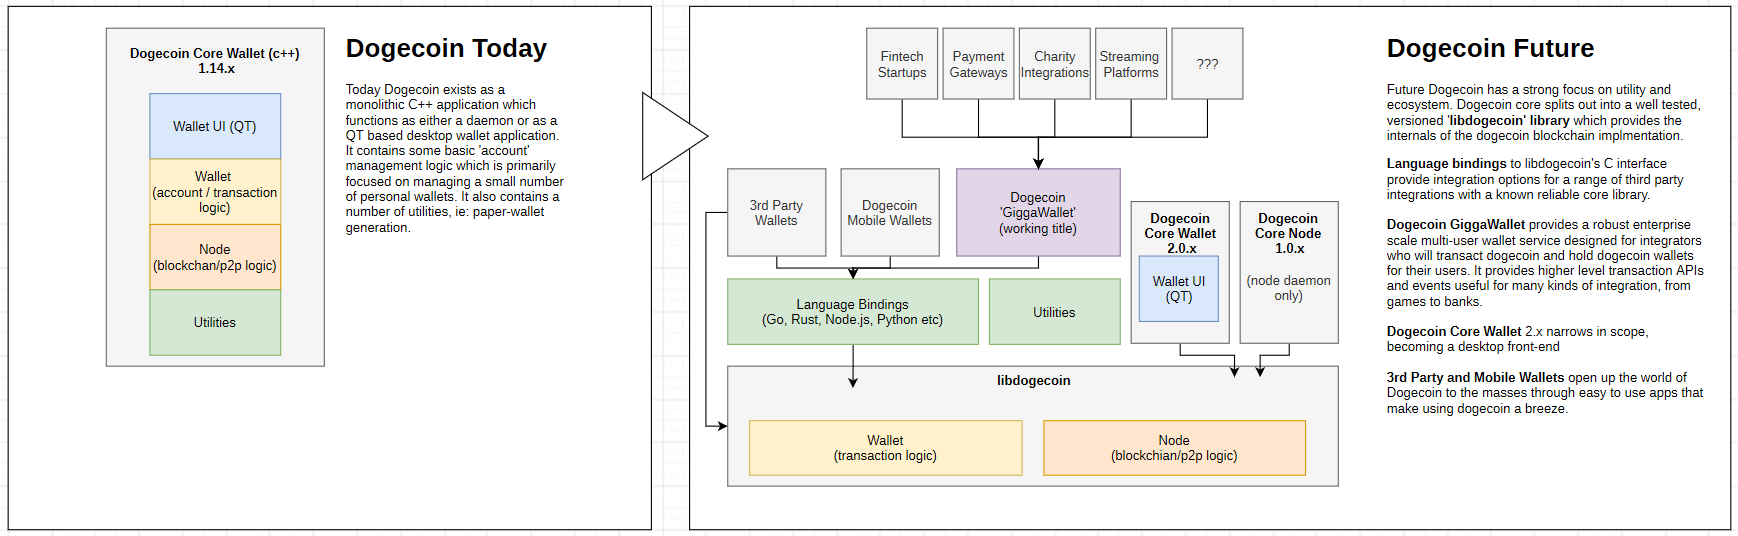 Dogecoin Core Wallet (c++)
1.14.x
Wallet UI (QT)
Wallet
(account / transaction
logic)
Node
(blockchan/p2p logic)
Utilities
Dogecoin Today
Today Dogecoin exists as a
monolithic C++ application which
functions as either a daemon or as a
QT based desktop wallet application.
It contains some basic 'account'
management logic which is primarily
focused on managing a small number
of personal wallets. It also contains a
number of utilities, ie: paper-wallet
generation.
Fintech
Startups
Payment
Gateways
Charity
Integrations
Streaming
Platforms
???
3rd Party
Wallets
Dogecoin
Mobile Wallets
Dogecoin
'GiggaWallet'
(working title)
Dogecoin
Core Wallet
2.0.x
Wallet UI
(QT)
Dogecoin
Core Node
1.0.x
(node daemon
only)
Language Bindings
(Go, Rust, Node.js, Python etc)
Utilities
libdogecoin
Wallet
(transaction logic)
Node
(blockchian/p2p logic)
Dogecoin Future
Future Dogecoin has a strong focus on utility and
ecosystem. Dogecoin core splits out into a well tested,
versioned 'libdogecoin' library which provides the
internals of the dogecoin blockchain implmentation.
Language bindings to libdogecoin's C interface
provide integration options for a range of third party
integrations with a known reliable core library.
Dogecoin GiggaWallet provides a robust enterprise
scale multi-user wallet service designed for integrators
who will transact dogecoin and hold dogecoin wallets
for their users. It provides higher level transaction APIs
and events useful for many kinds of integration, from
games to banks.
Dogecoin Core Wallet 2.x narrows in scope,
becoming a desktop front-end
3rd Party and Mobile Wallets open up the world of
Dogecoin to the masses through easy to use apps that
make using dogecoin a breeze.